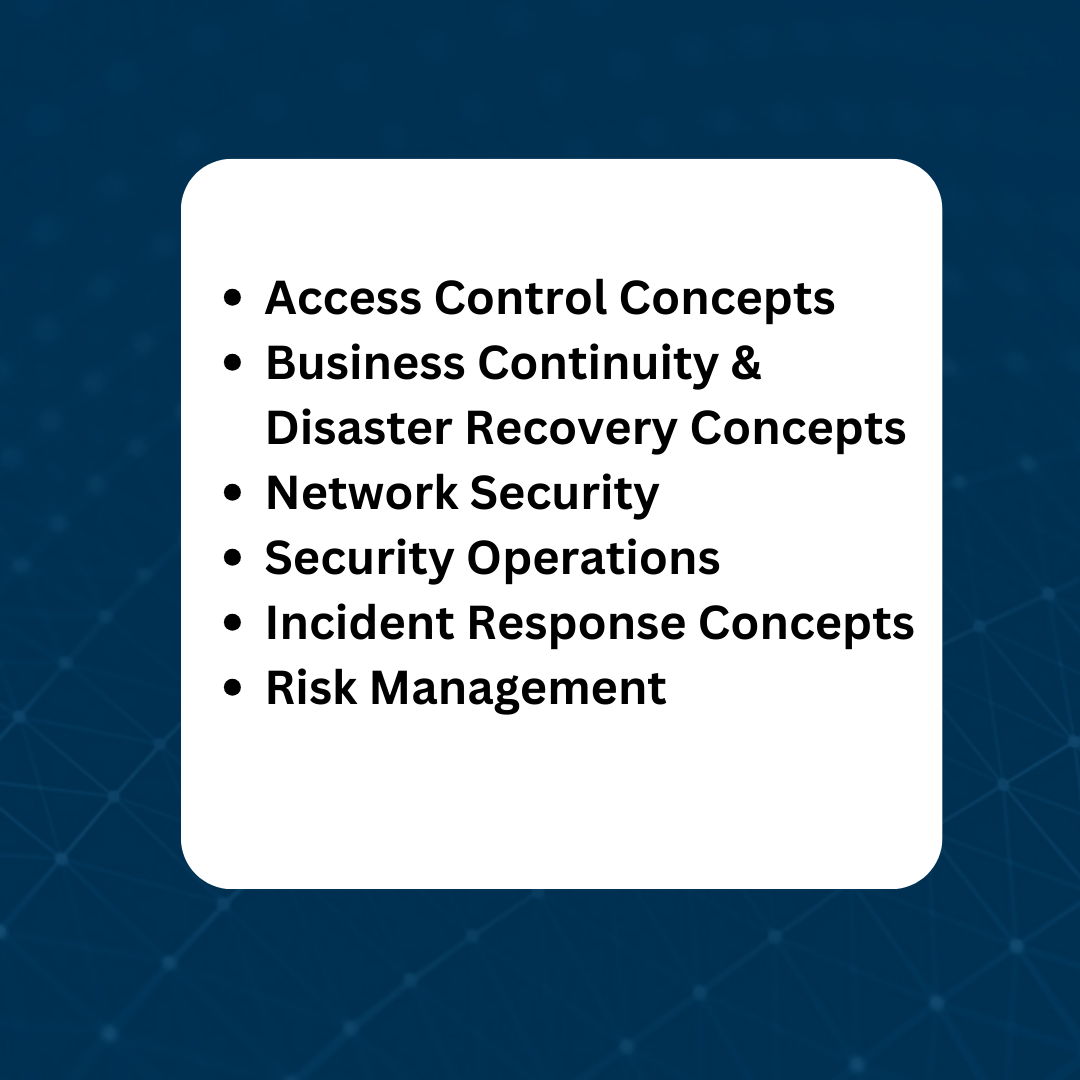 • Access Control Concepts
• Business Continuity &
Disaster Recovery Concepts
• Network Security
• Security Operations
• Incident Response Concepts
• Risk Management